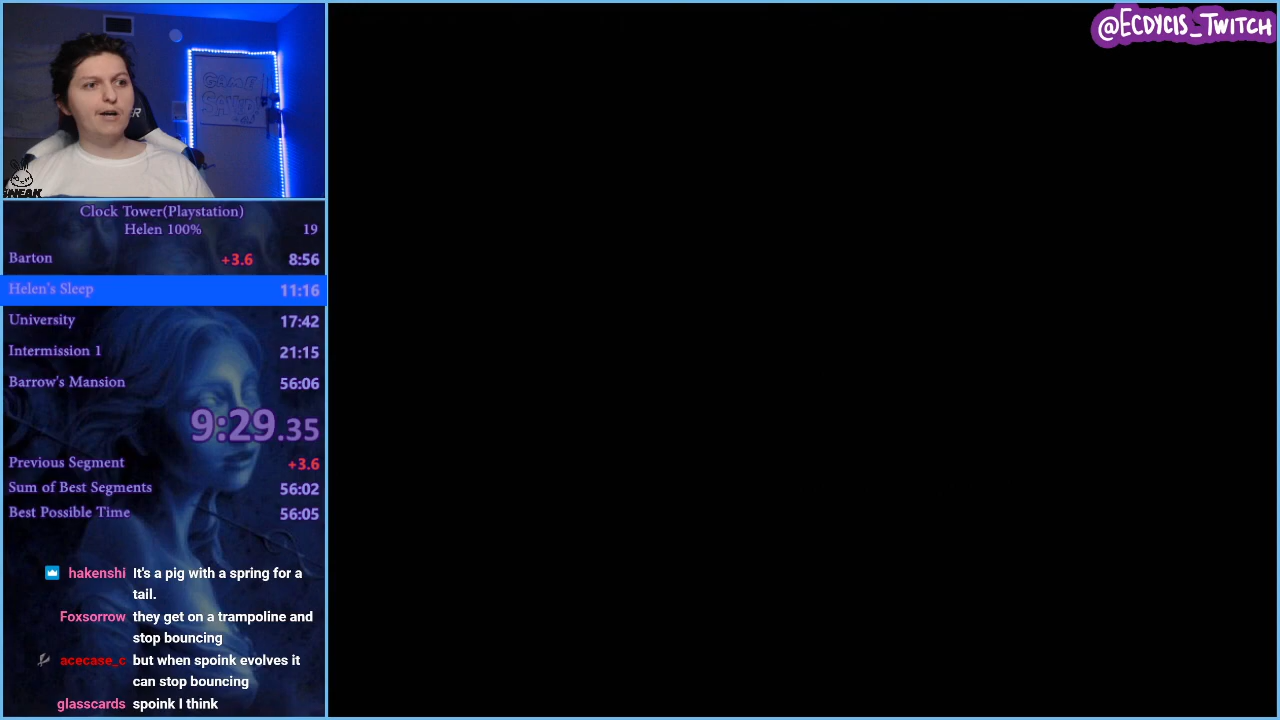 @ECDYCIS_TWITCH
GAME
SNEAK
Clock Tower(Playstation)
Helen 100% 19
Barton +3.6 8:56
Helen's Sleep 11:16
University 17:42
Intermission 1 21:15
Barrow's Mansion 56:06
9:29.35
Previous Segment +3.6
Sum of Best Segments 56:02
Best Possible Time 56:05
hakenshi It's a pig with a spring for a
tail.
Foxsorrow they get on a trampoline and
stop bouncing
acecase_c but when spoink evolves it
can stop bouncing
glasscards spoink I think